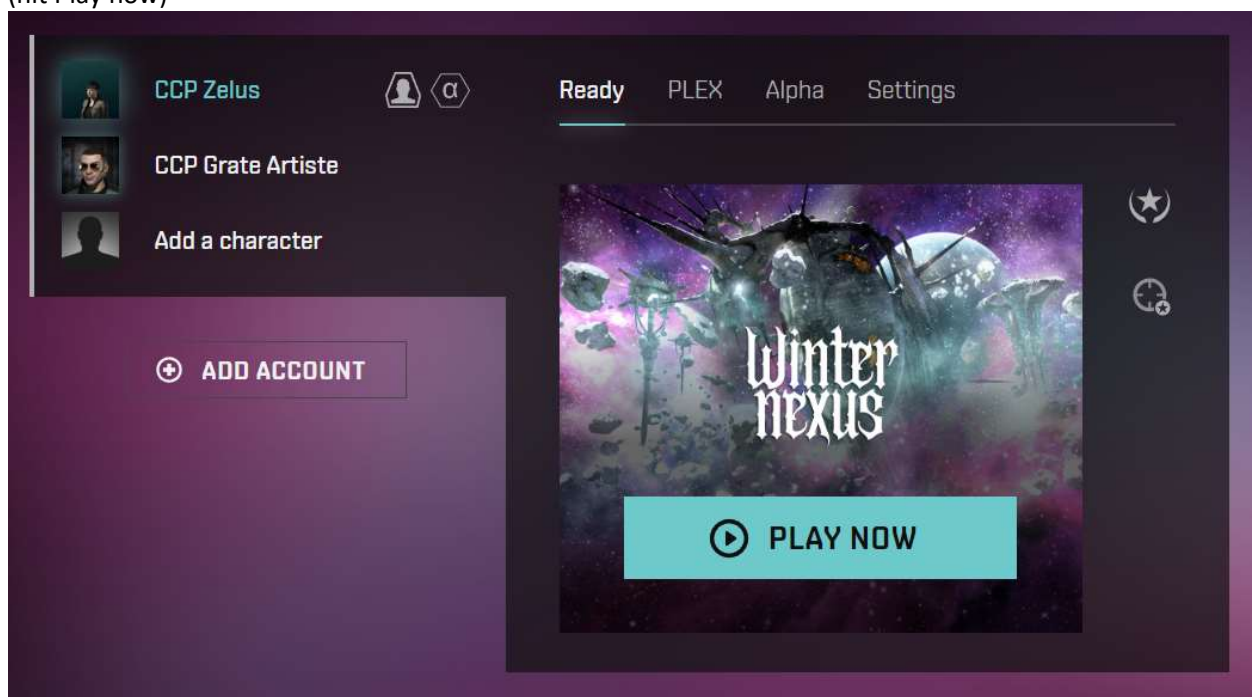 (hit Play now)
CCP Zelus
α
CCP Grate Artiste
Add a character
ADD ACCOUNT
Ready PLEX Alpha Settings
Winter
nexus
PLAY NOW